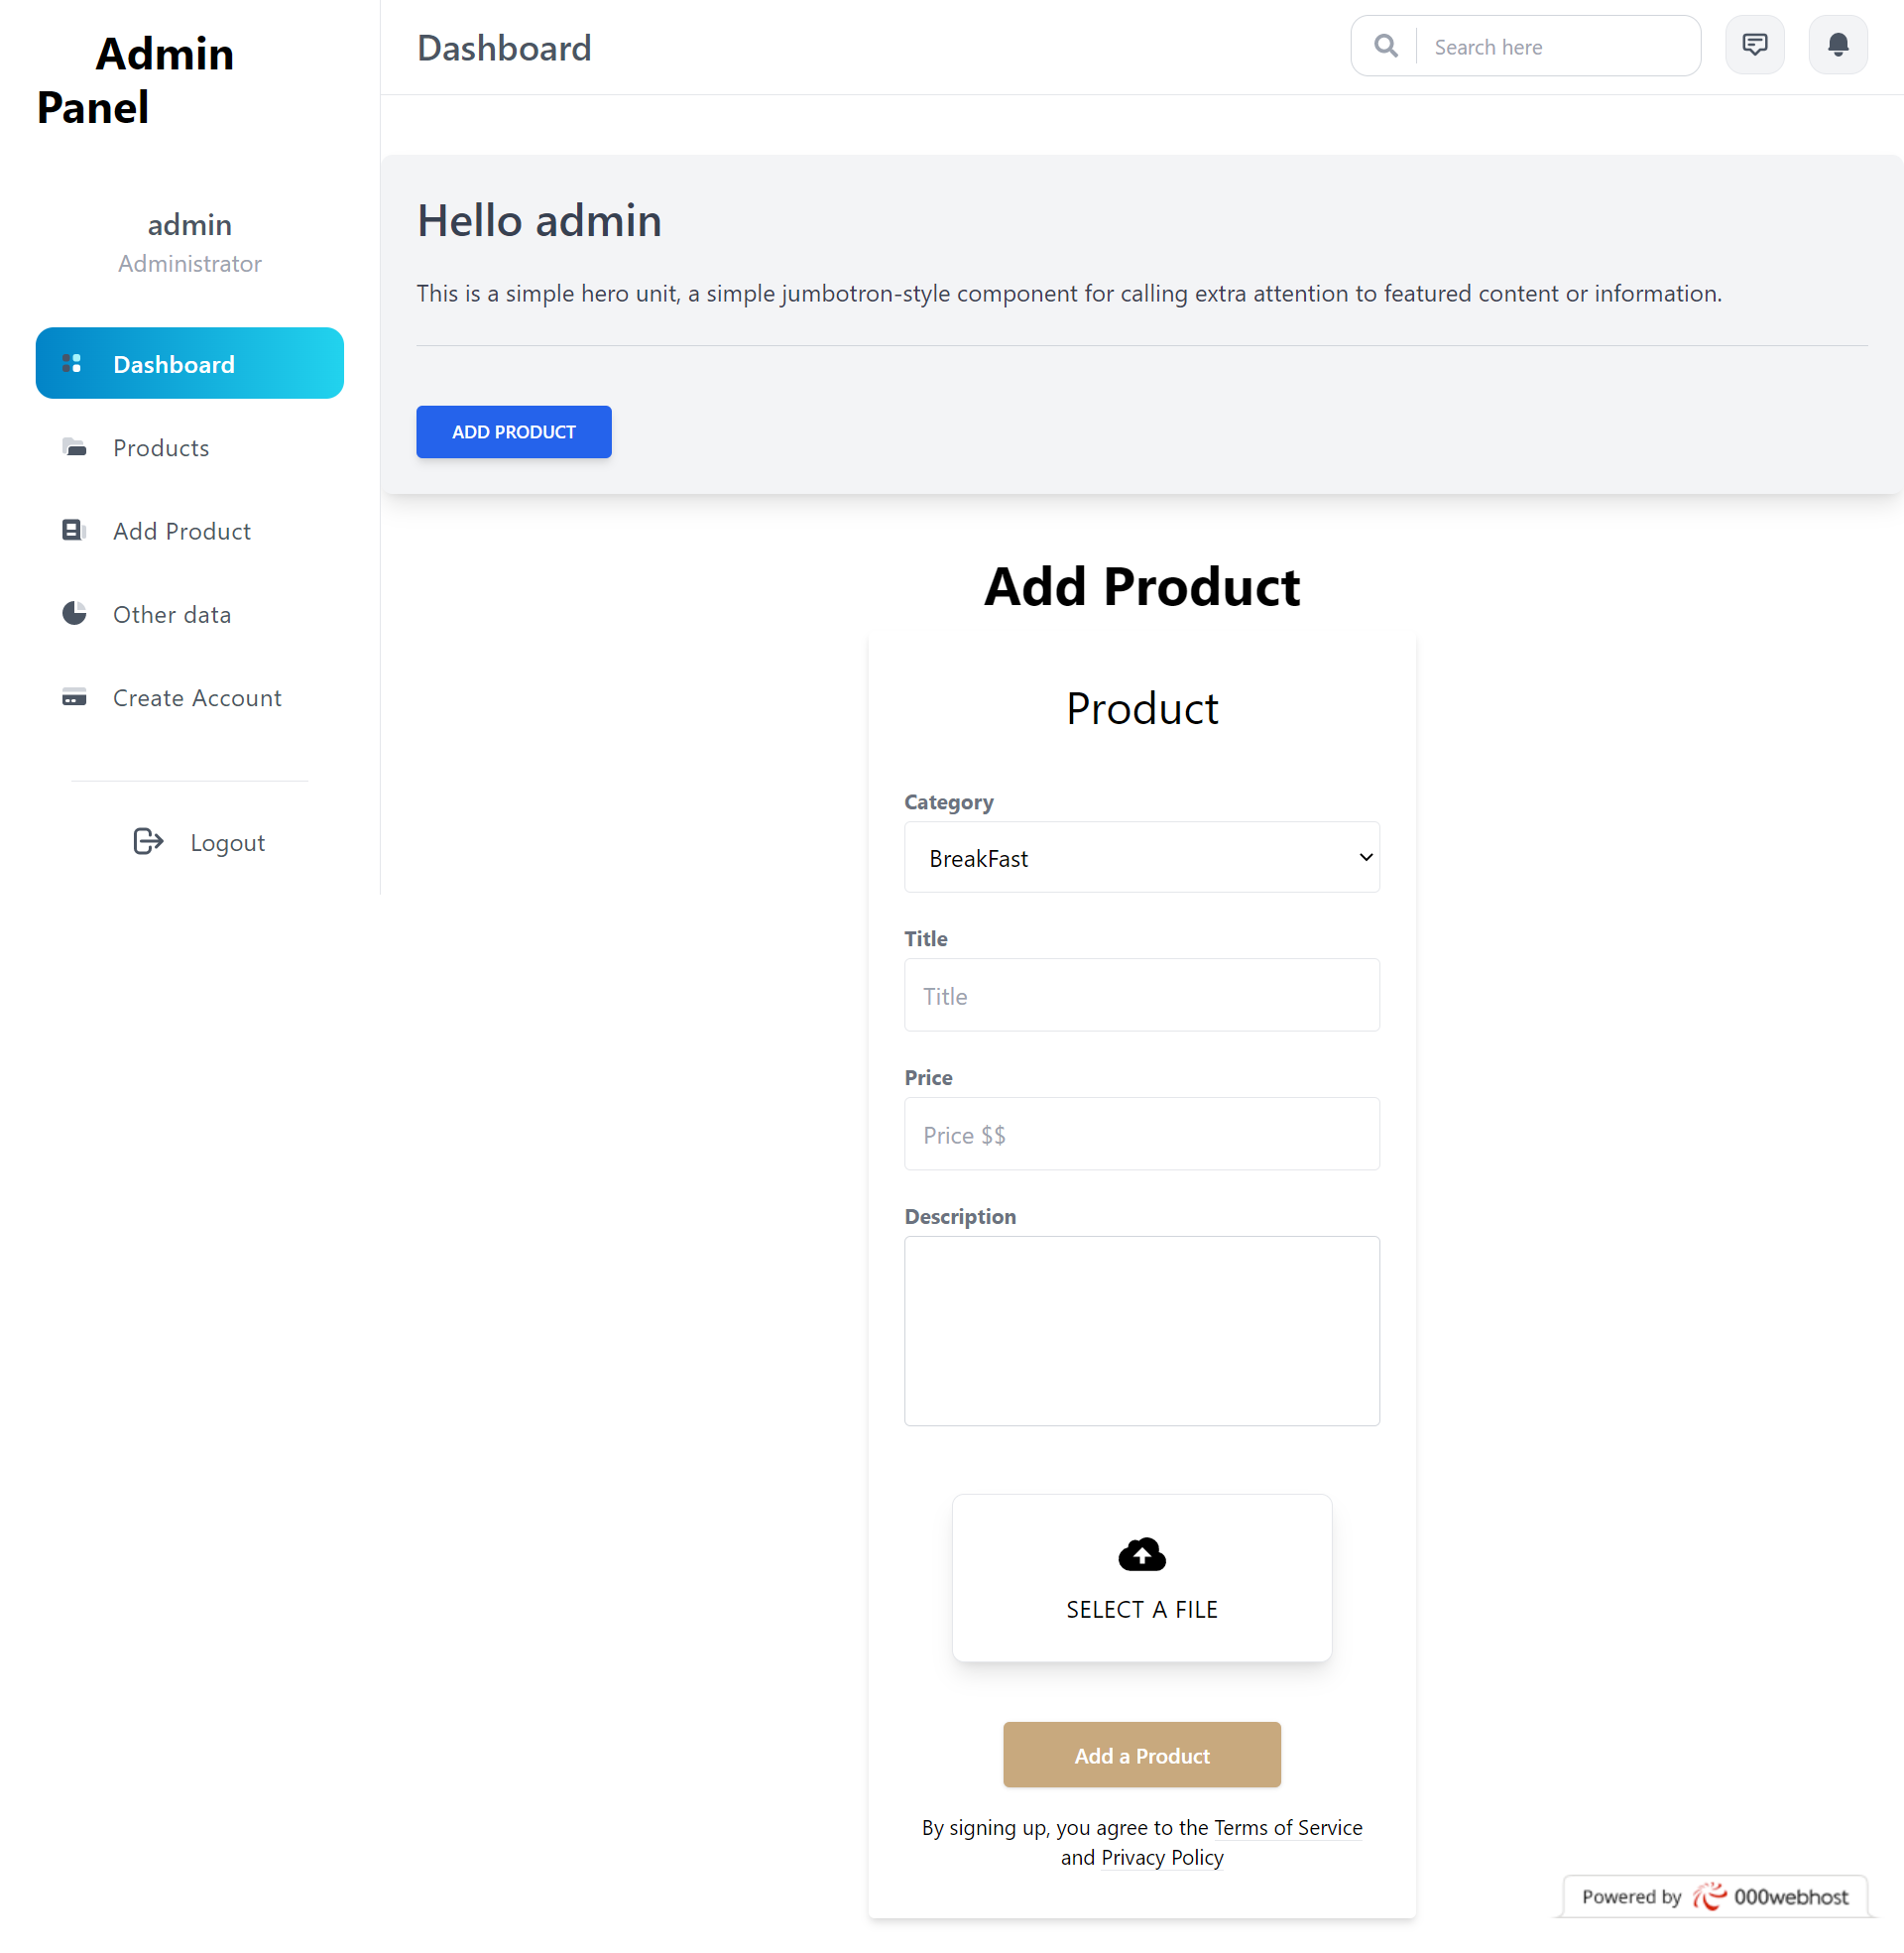 Admin
Panel
admin
Administrator
Dashboard
Products
Add Product
Other data
Create Account
Logout
Dashboard
Search here
Hello admin
This is a simple hero unit, a simple jumbotron-style component for calling extra attention to featured content or information.
ADD PRODUCT
Add Product
Product
Category
BreakFast
Title
Title
Price
Price $$
Description
SELECT A FILE
Add a Product
By signing up, you agree to the Terms of Service
and Privacy Policy
Powered by 000webhost